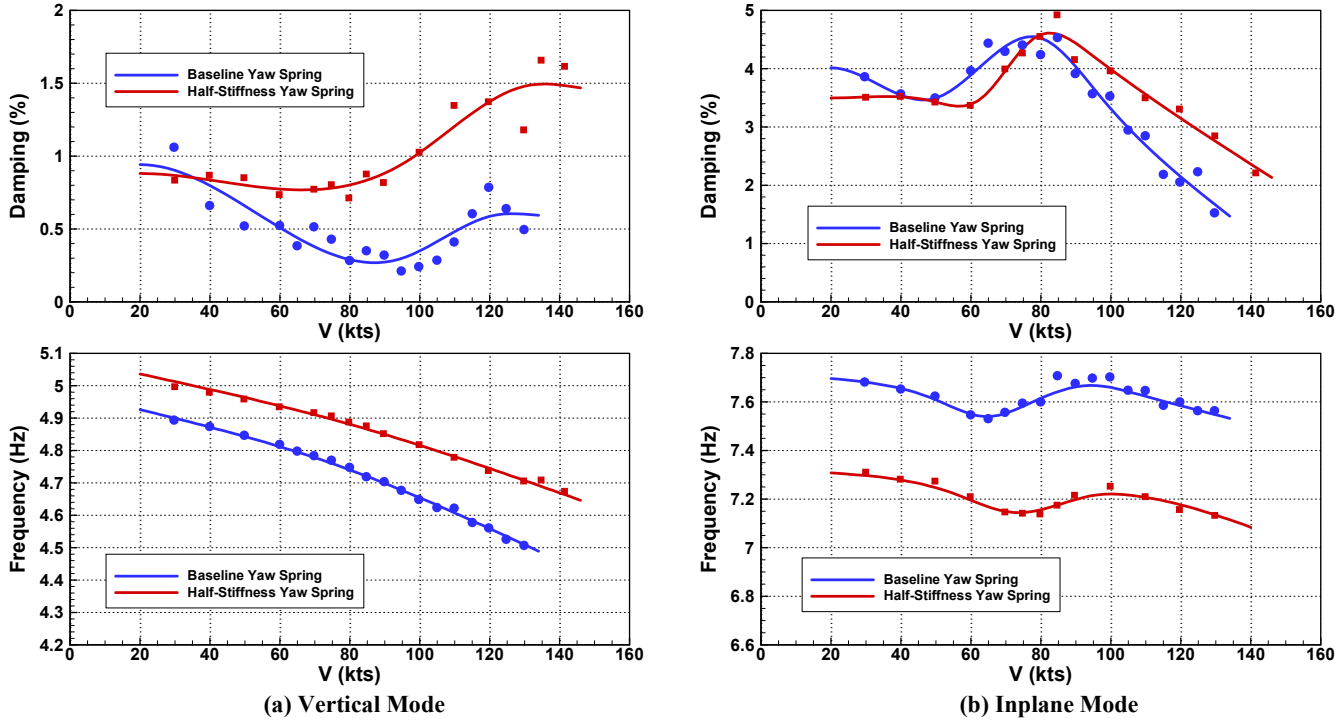 Damping (%)
2
1.5
1
0.5
0
Baseline Yaw Spring
Half-Stiffness Yaw Spring
0 20 40 60 80 100 120 140 160
V (kts)
Damping (%)
5
4
3
2
1
0
Baseline Yaw Spring
Half-Stiffness Yaw Spring
0 20 40 60 80 100 120 140 160
V (kts)
Frequency (Hz)
5.1
5
4.9
4.8
4.7
4.6
4.5
4.4
4.3
4.2
Baseline Yaw Spring
Half-Stiffness Yaw Spring
0 20 40 60 80 100 120 140 160
V (kts)
(a) Vertical Mode
Frequency (Hz)
7.8
7.6
7.4
7.2
7
6.8
6.6
Baseline Yaw Spring
Half-Stiffness Yaw Spring
0 20 40 60 80 100 120 140 160
V (kts)
(b) Inplane Mode